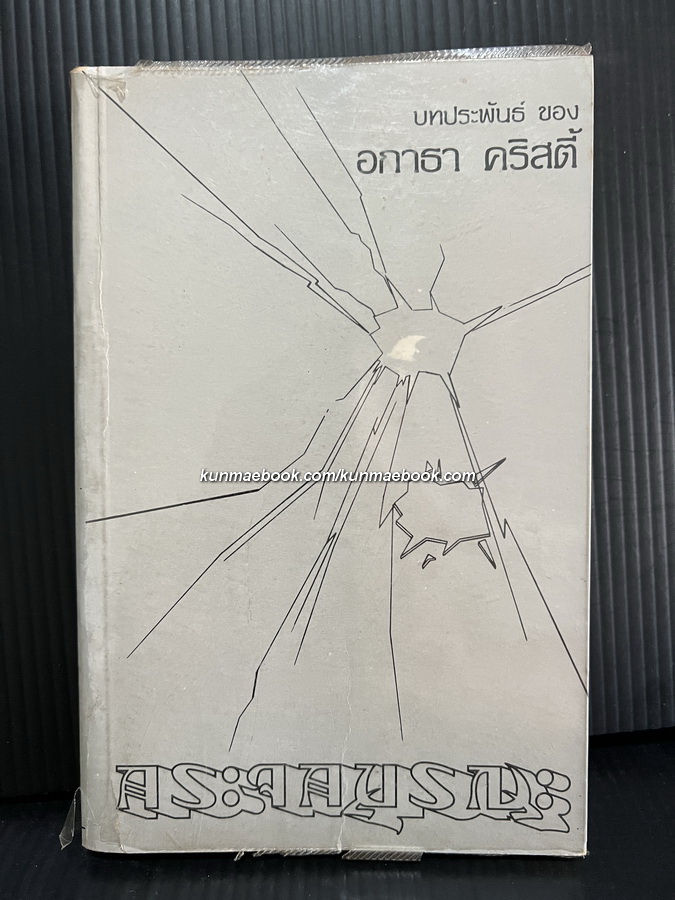 บทประพันธ์ ของ
อกาธา คริสตี้
kunmaebook.com/kunmaebook.com
กระจกมรณะ